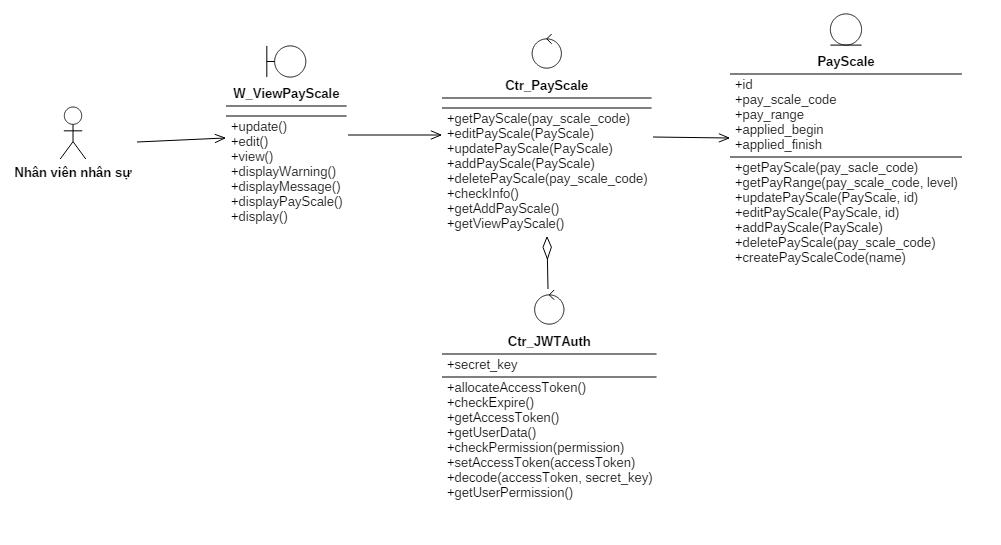 Nhân viên nhân sự
W_ViewPayScale
+update()
+edit()
+view()
+displayWarning()
+displayMessage()
+displayPayScale()
+display()
Ctr_PayScale
+getPayScale(pay_scale_code)
+editPayScale(PayScale)
+updatePayScale(PayScale)
+addPayScale(PayScale)
+deletePayScale(pay_scale_code)
+checkInfo()
+getAddPayScale()
+getViewPayScale()
PayScale
+id
+pay_scale_code
+pay_range
+applied_begin
+applied_finish
+getPayScale(pay_sacle_code)
+getPayRange(pay_scale_code, level)
+updatePayScale(PayScale, id)
+editPayScale(PayScale, id)
+addPayScale(PayScale)
+deletePayScale(pay_scale_code)
+createPayScaleCode(name)
Ctr_JWTAuth
+secret_key
+allocateAccessToken()
+checkExpire()
+getAccessToken()
+getUserData()
+checkPermission(permission)
+setAccessToken(accessToken)
+decode(accessToken, secret_key)
+getUserPermission()